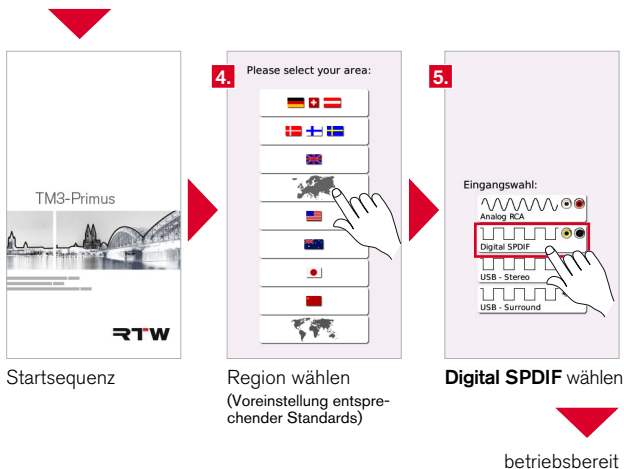 TM3-Primus
RTW
Startsequenz
4.
Please select your area:
Region wählen
(Voreinstellung entspre-
chender Standards)
5.
Eingangswahl:
Analog RCA
Digital SPDIF
USB - Stereo
USB - Surround
Digital SPDIF wählen
betriebsbereit